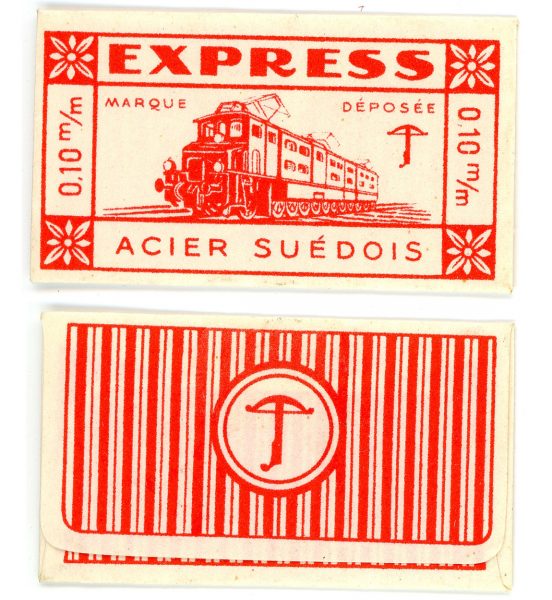 EXPRESS
MARQUE DÉPOSÉE
0,10 m/m
0,10 m/m
ACIER SUÉDOIS